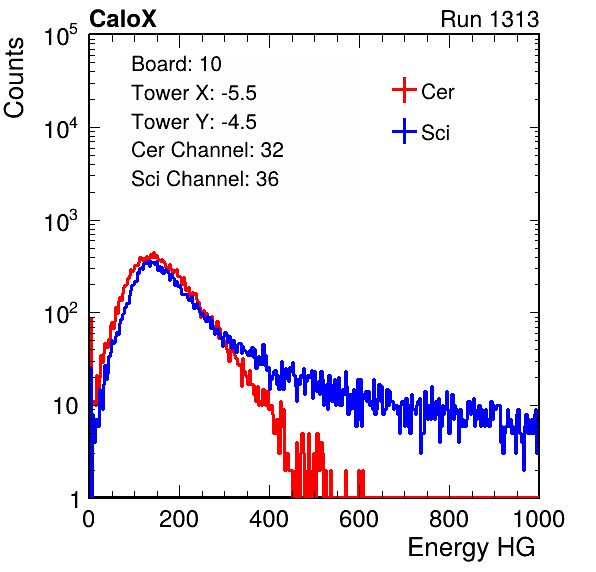 CaloX Run 1313
Counts
10^5
10^4
10^3
10^2
10
1
Board: 10
Tower X: -5.5
Tower Y: -4.5
Cer Channel: 32
Sci Channel: 36
Cer
Sci
0 200 400 600 800 1000
Energy HG